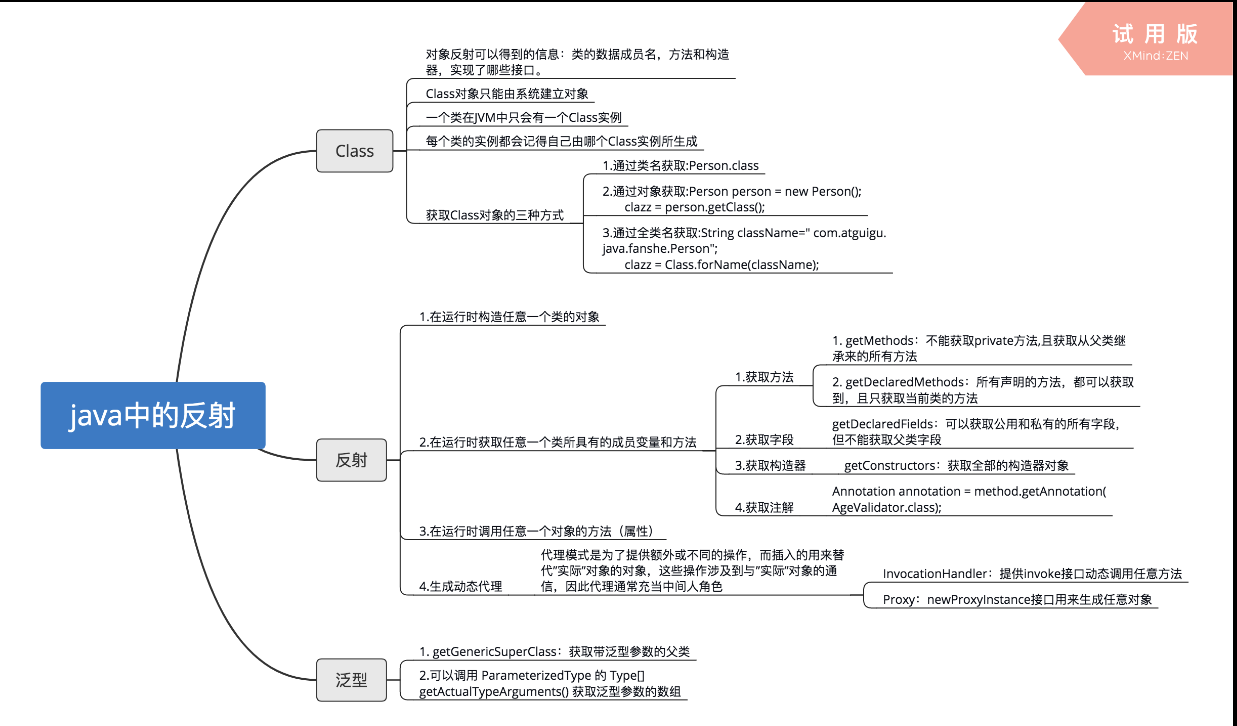 试 用 版
XMind:ZEN
java中的反射
Class
对象反射可以得到的信息：类的数据成员名，方法和构造
器，实现了哪些接口。
Class对象只能由系统建立对象
一个类在JVM中只会有一个Class实例
每个类的实例都会记得自己由哪个Class实例所生成
获取Class对象的三种方式
1.通过类名获取:Person.class
2.通过对象获取:Person person = new Person();
clazz = person.getClass();
3.通过全类名获取:String className=" com.atguigu.
java.fanshe.Person";
clazz = Class.forName(className);
反射
1.在运行时构造任意一个类的对象
2.在运行时获取任意一个类所具有的成员变量和方法
1.获取方法
1. getMethods：不能获取private方法,且获取从父类继
承来的所有方法
2. getDeclaredMethods：所有声明的方法，都可以获取
到，且只获取当前类的方法
2.获取字段
getDeclaredFields：可以获取公用和私有的所有字段，
但不能获取父类字段
3.获取构造器
getConstructors：获取全部的构造器对象
4.获取注解
Annotation annotation = method.getAnnotation(
AgeValidator.class);
3.在运行时调用任意一个对象的方法（属性）
4.生成动态代理
代理模式是为了提供额外或不同的操作，而插入的用来替
代”实际”对象的对象，这些操作涉及到与”实际”对象的通
信，因此代理通常充当中间人角色
InvocationHandler：提供invoke接口动态调用任意方法
Proxy：newProxyInstance接口用来生成任意对象
泛型
1. getGenericSuperClass：获取带泛型参数的父类
2.可以调用 ParameterizedType 的 Type[]
getActualTypeArguments() 获取泛型参数的数组